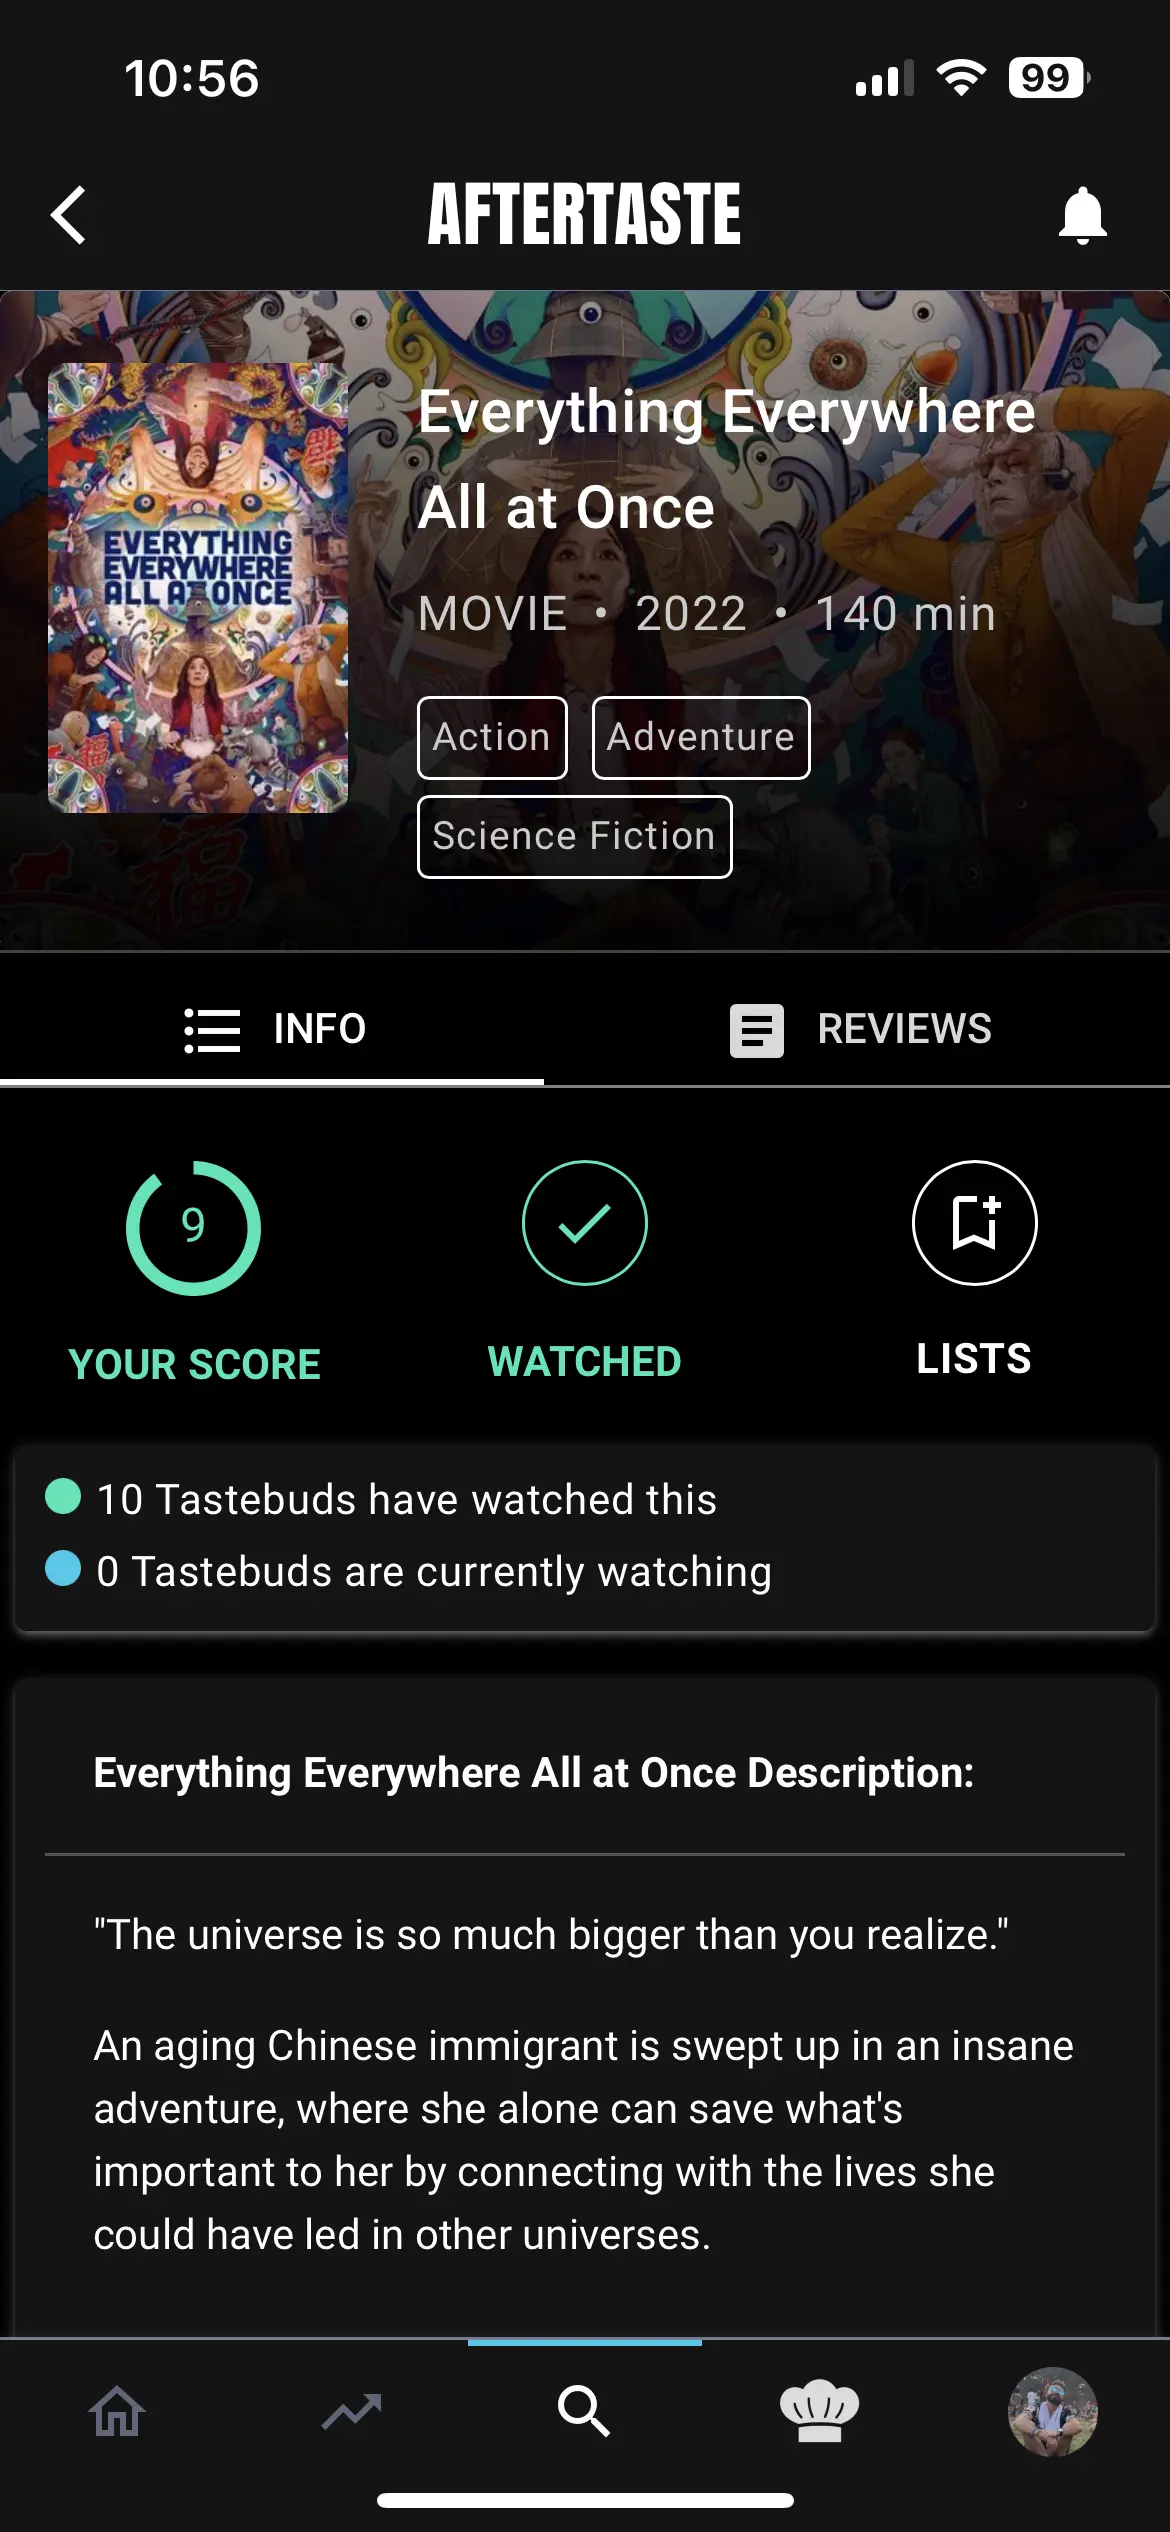 10:56
99
AFTERTASTE
EVERYTHING
EVERYWHERE
ALL AT ONCE
福
Everything Everywhere
All at Once
MOVIE • 2022 • 140 min
Action
Adventure
Science Fiction
INFO
REVIEWS
9
YOUR SCORE
WATCHED
LISTS
10 Tastebuds have watched this
0 Tastebuds are currently watching
Everything Everywhere All at Once Description:
"The universe is so much bigger than you realize."
An aging Chinese immigrant is swept up in an insane
adventure, where she alone can save what's
important to her by connecting with the lives she
could have led in other universes.